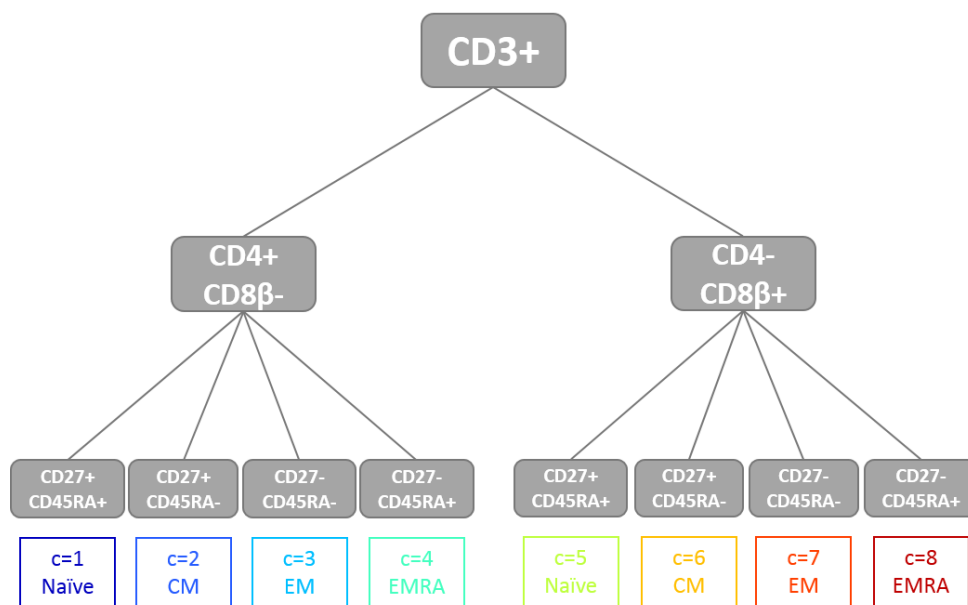 CD3+
CD4+
CD8β-
CD4-
CD8β+
CD27+
CD45RA+
CD27+
CD45RA-
CD27-
CD45RA-
CD27-
CD45RA+
CD27+
CD45RA+
CD27+
CD45RA-
CD27-
CD45RA-
CD27-
CD45RA+
c=1
Naïve
c=2
CM
c=3
EM
c=4
EMRA
c=5
Naïve
c=6
CM
c=7
EM
c=8
EMRA